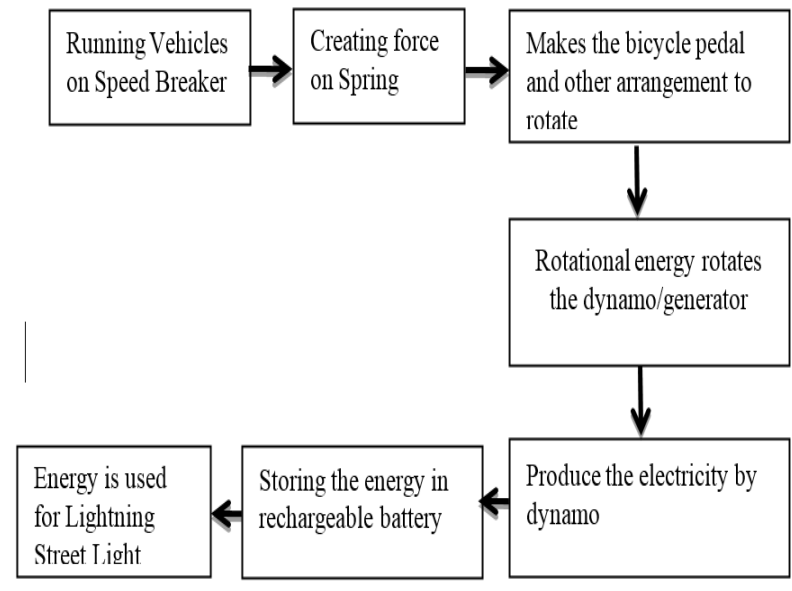 Running Vehicles
on Speed Breaker
Creating force
on Spring
Makes the bicycle pedal
and other arrangement to
rotate
Rotational energy rotates
the dynamo/generator
Produce the electricity by
dynamo
Storing the energy in
rechargeable battery
Energy is used
for Lightning
Street Light